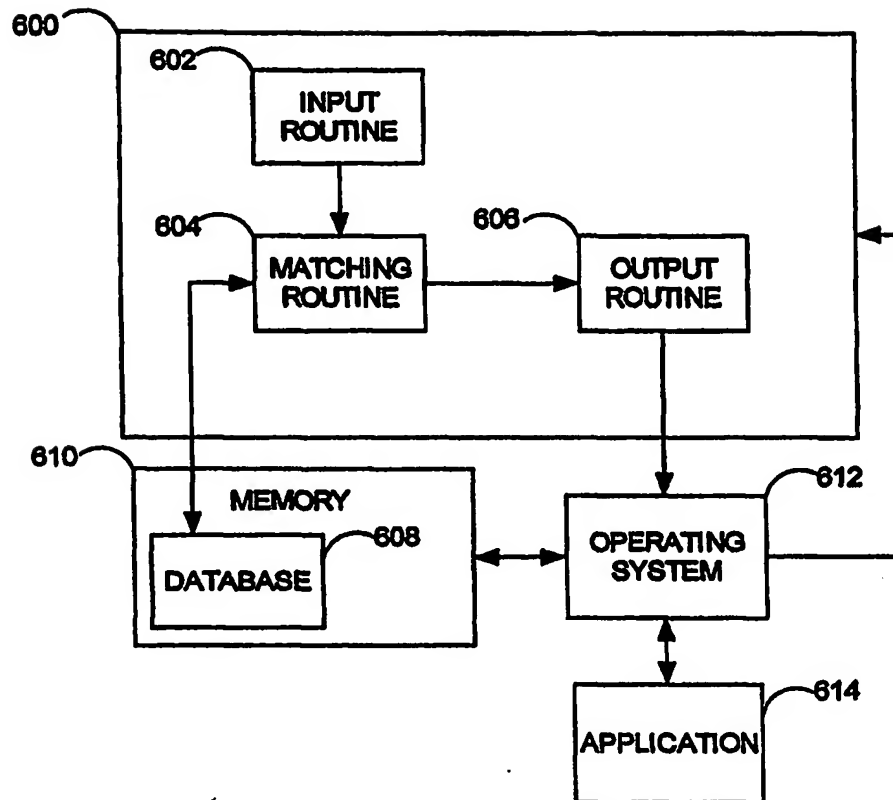 600
602
INPUT
ROUTINE
604
606
MATCHING
ROUTINE
OUTPUT
ROUTINE
610
612
MEMORY
608
OPERATING
SYSTEM
DATABASE
614
APPLICATION